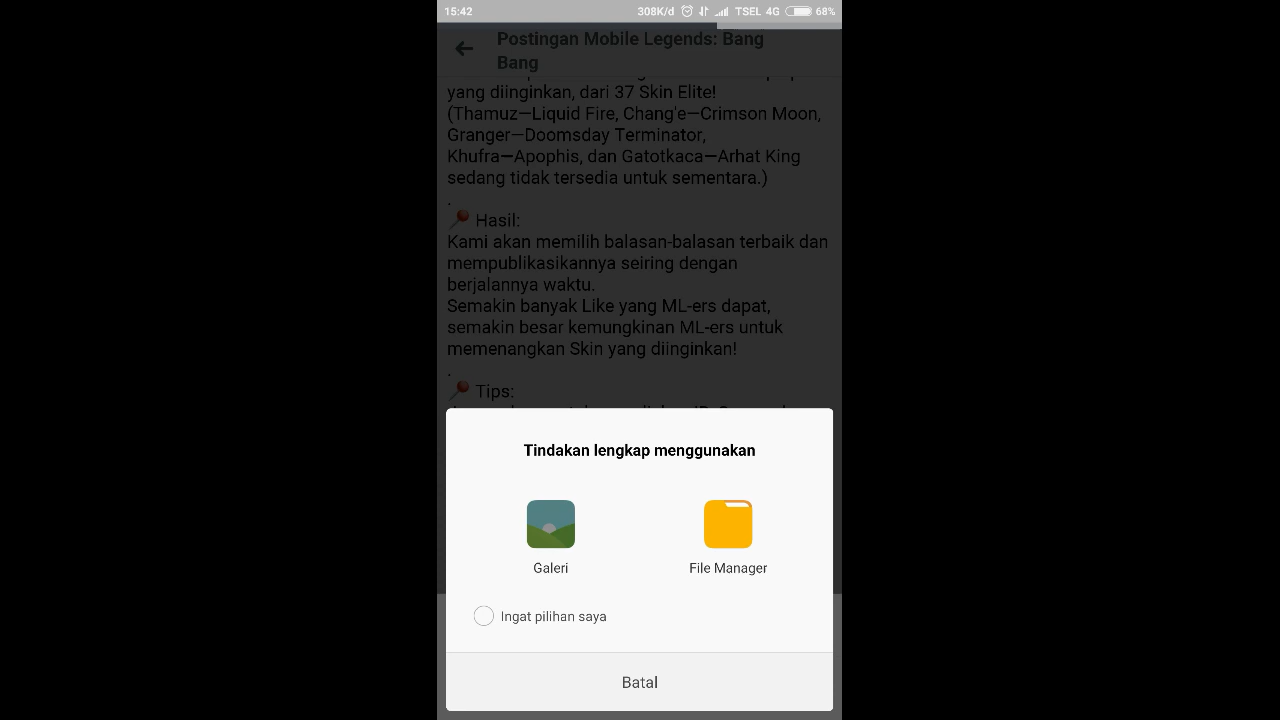 15:42 308K/d TSEL 4G 68%
Postingan Mobile Legends: Bang
Bang
yang diinginkan, dari 37 Skin Elite!
(Thamuz—Liquid Fire, Chang'e—Crimson Moon,
Granger—Doomsday Terminator,
Khufra—Apophis, dan Gatotkaca—Arhat King
sedang tidak tersedia untuk sementara.)
.
Hasil:
Kami akan memilih balasan-balasan terbaik dan
mempublikasikannya seiring dengan
berjalannya waktu.
Semakin banyak Like yang ML-ers dapat,
semakin besar kemungkinan ML-ers untuk
memenangkan Skin yang diinginkan!
.
Tips:
Tindakan lengkap menggunakan
Galeri File Manager
Ingat pilihan saya
Batal